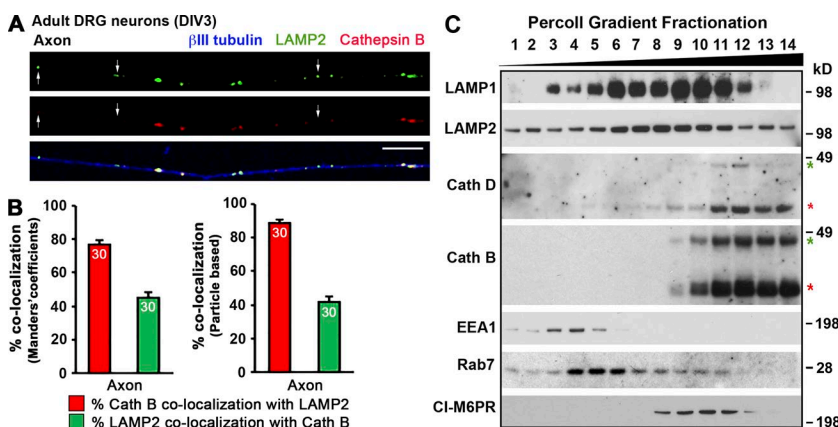 A
Adult DRG neurons (DIV3)
Axon
βIII tubulin
LAMP2
Cathepsin B
B
% co-localization
(Manders'coefficients)
100
80
60
40
20
0
30
30
Axon
% co-localization
(Particle based)
100
80
60
40
20
0
30
30
Axon
% Cath B co-localization with LAMP2
% LAMP2 co-localization with Cath B
C
Percoll Gradient Fractionation
1 2 3 4 5 6 7 8 9 10 11 12 13 14
kD
LAMP1
98
LAMP2
98
Cath D
49
*
*
Cath B
49
*
*
EEA1
198
Rab7
28
CI-M6PR
198